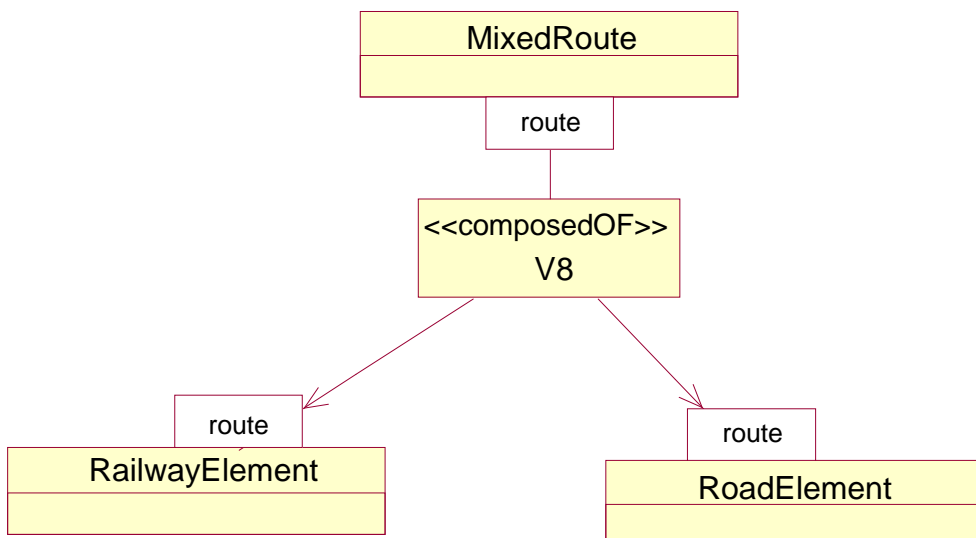 MixedRoute
route
<<composedOF>>
V8
route
route
RailwayElement
RoadElement